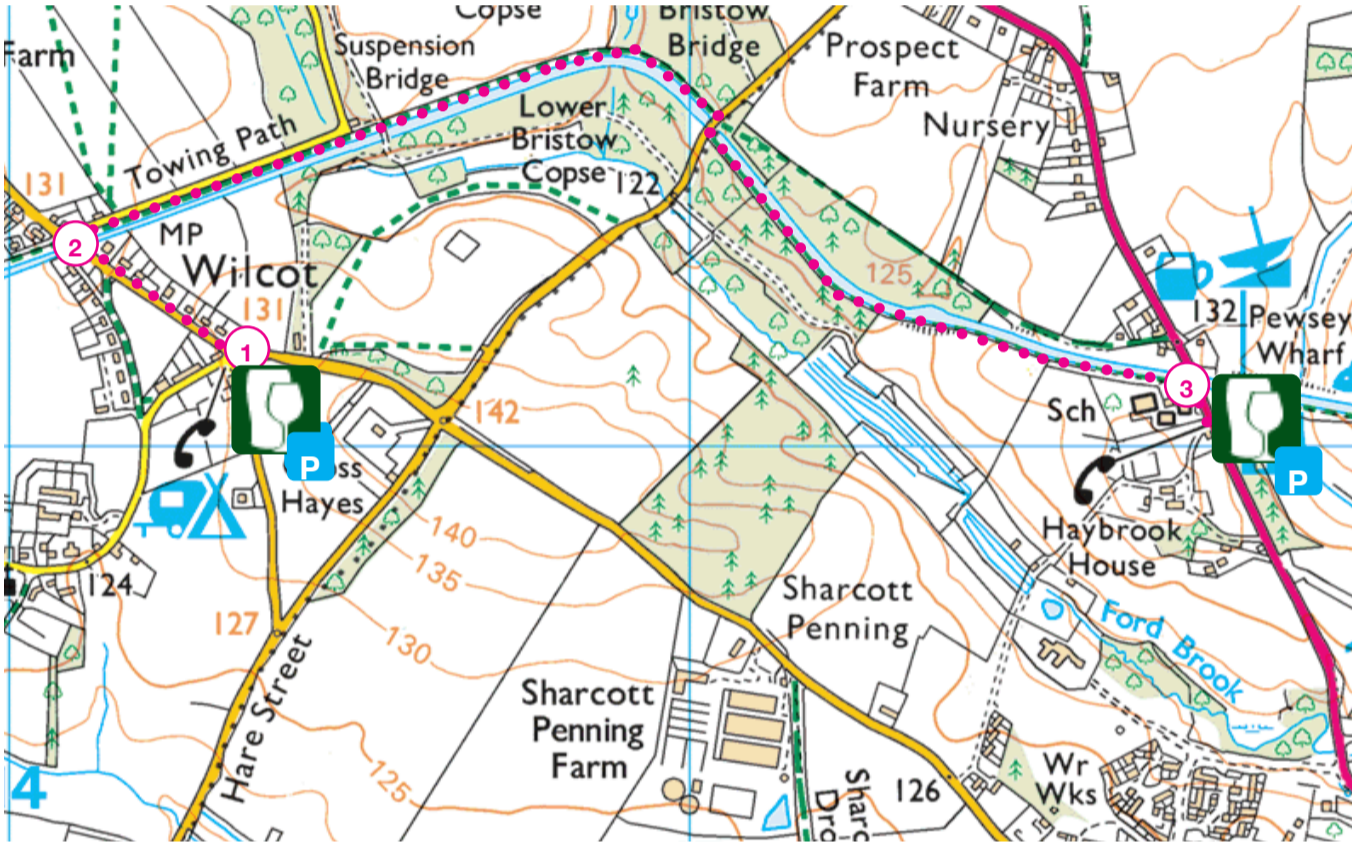 Copse
Bristow
Bridge
Farm
Suspension
Bridge
Prospect
Farm
Lower
Bristow
Copse
Nursery
Towing Path
122
131
2
MP
Wilcot
131
125
132
Pewsey
Wharf
1
3
142
Sch
P
P
Hayes
140
135
Haybrook
House
124
127
130
Sharcott
Penning
Ford Brook
Hare Street
Sharcott
Penning
Farm
125
4
126
Wr
Wks